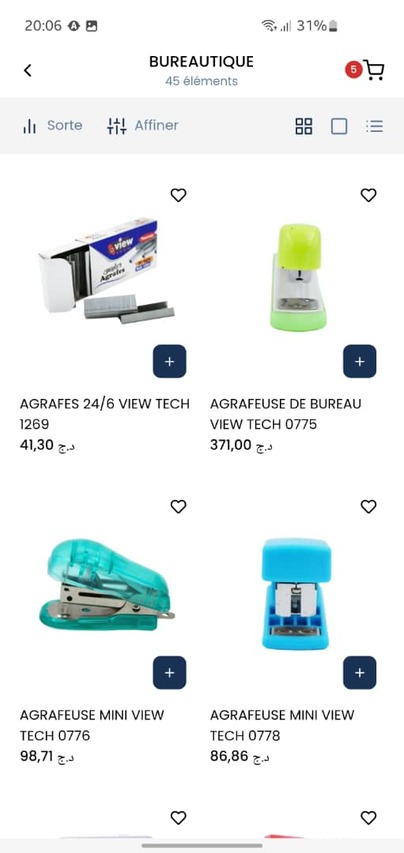 20:06
31%
BUREAUTIQUE
45 éléments
5
Sorte
Affiner
view
Agrafes
AGRAFES 24/6 VIEW TECH
1269
41,30 د.ج
AGRAFEUSE DE BUREAU
VIEW TECH 0775
371,00 د.ج
AGRAFEUSE MINI VIEW
TECH 0776
98,71 د.ج
AGRAFEUSE MINI VIEW
TECH 0778
86,86 د.ج